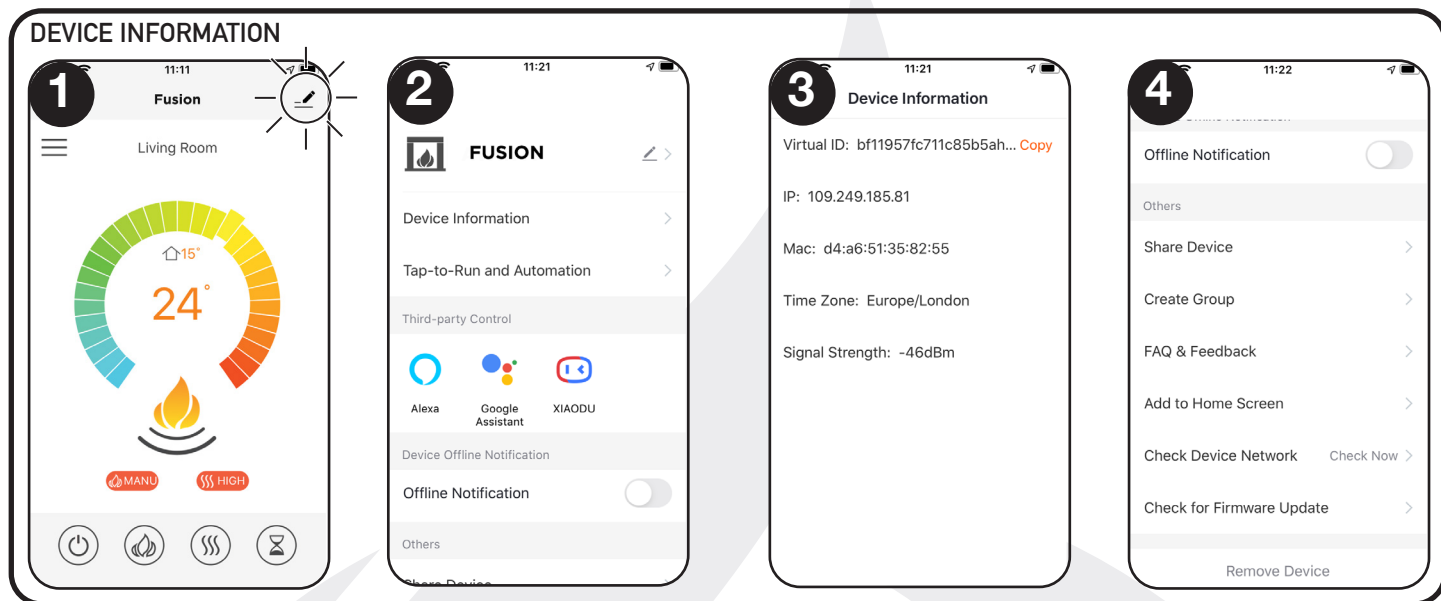 DEVICE INFORMATION
1
11:11
Fusion
Living Room
15°
24°
MANU
HIGH
2
11:21
FUSION
Device Information
Tap-to-Run and Automation
Third-party Control
Alexa
Google
Assistant
XIAODU
Device Offline Notification
Offline Notification
Others
Share Device
3
11:21
Device Information
Virtual ID: bf11957fc711c85b5ah... Copy
IP: 109.249.185.81
Mac: d4:a6:51:35:82:55
Time Zone: Europe/London
Signal Strength: -46dBm
4
11:22
Offline Notification
Offline Notification
Others
Share Device
Create Group
FAQ & Feedback
Add to Home Screen
Check Device Network Check Now
Check for Firmware Update
Remove Device